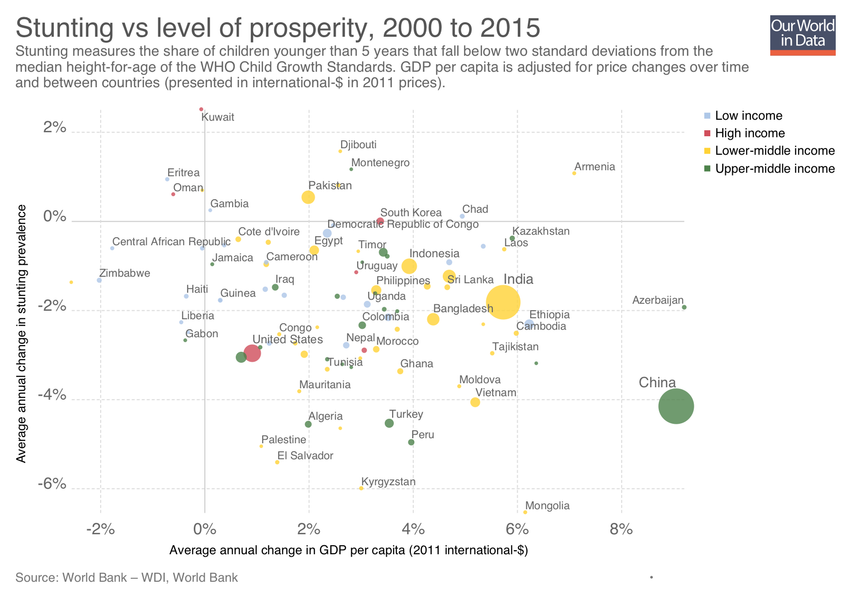 Stunting vs level of prosperity, 2000 to 2015
Our World
in Data
Stunting measures the share of children younger than 5 years that fall below two standard deviations from the
median height-for-age of the WHO Child Growth Standards. GDP per capita is adjusted for price changes over time
and between countries (presented in international-$ in 2011 prices).
Low income
High income
Lower-middle income
Upper-middle income
Average annual change in stunting prevalence
2%
0%
-2%
-4%
-6%
Kuwait
Djibouti
Montenegro
Armenia
Eritrea
Oman
Pakistan
Gambia
South Korea
Chad
Democratic Republic of Congo
Cote d'Ivoire
Kazakhstan
Central African Republic
Egypt
Timor
Laos
Jamaica
Cameroon
Indonesia
Uruguay
Zimbabwe
Iraq
Philippines
Sri Lanka
India
Haiti
Guinea
Uganda
Azerbaijan
Liberia
Colombia
Bangladesh
Ethiopia
Gabon
Congo
Cambodia
United States
Nepal
Morocco
Tajikistan
Tunisia
Ghana
Mauritania
Moldova
China
Vietnam
Algeria
Turkey
Palestine
Peru
El Salvador
Kyrgyzstan
Mongolia
-2%
0%
2%
4%
6%
8%
Average annual change in GDP per capita (2011 international-$)
Source: World Bank – WDI, World Bank